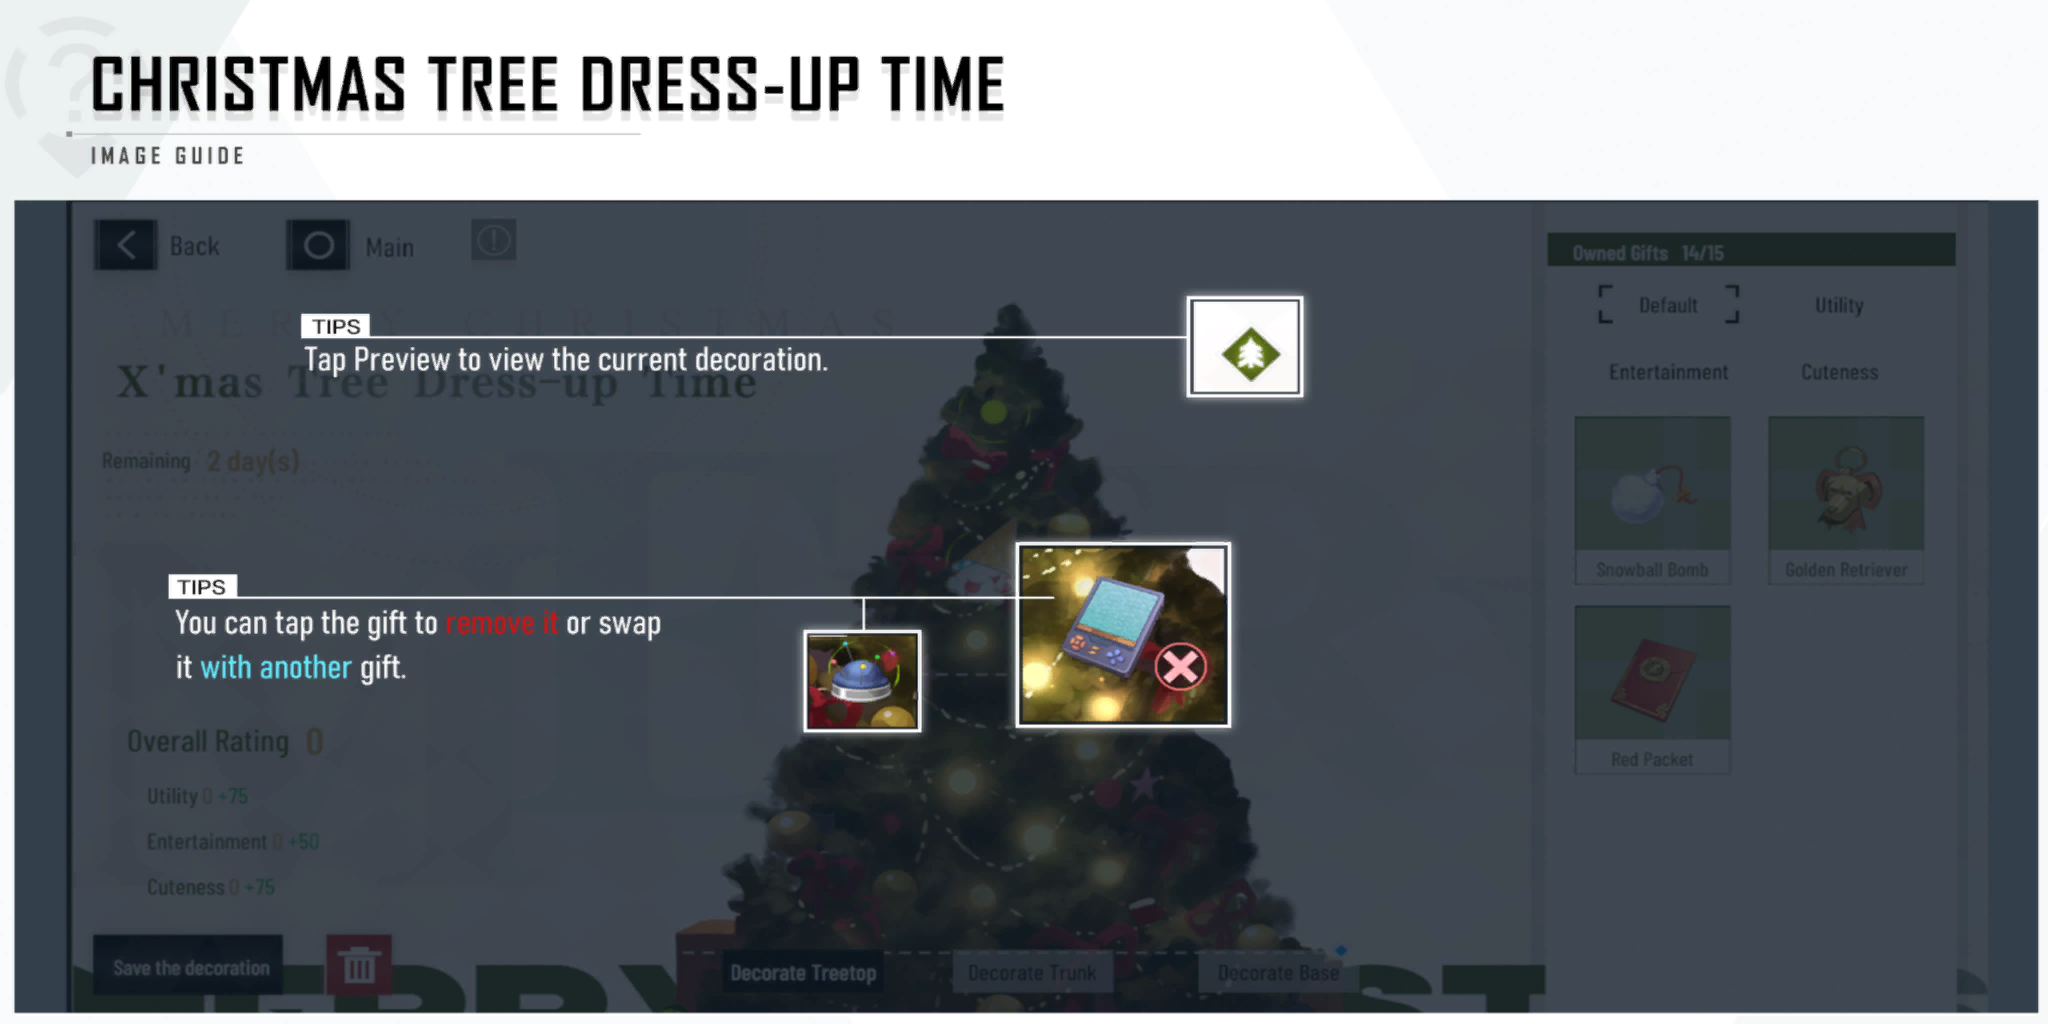 CHRISTMAS TREE DRESS-UP TIME
IMAGE GUIDE
Back
Main
Owned Gifts 14/15
Default
Utility
Entertainment
Cuteness
MERRY CHRISTMAS
TIPS
Tap Preview to view the current decoration.
X'mas Tree Dress-up Time
Remaining 2 day(s)
Snowball Bomb
Golden Retriever
TIPS
You can tap the gift to remove it or swap
it with another gift.
Red Packet
Overall Rating 0
Utility 0 +75
Entertainment 0 +50
Cuteness 0 +75
Save the decoration
Decorate Treetop
Decorate Trunk
Decorate Base